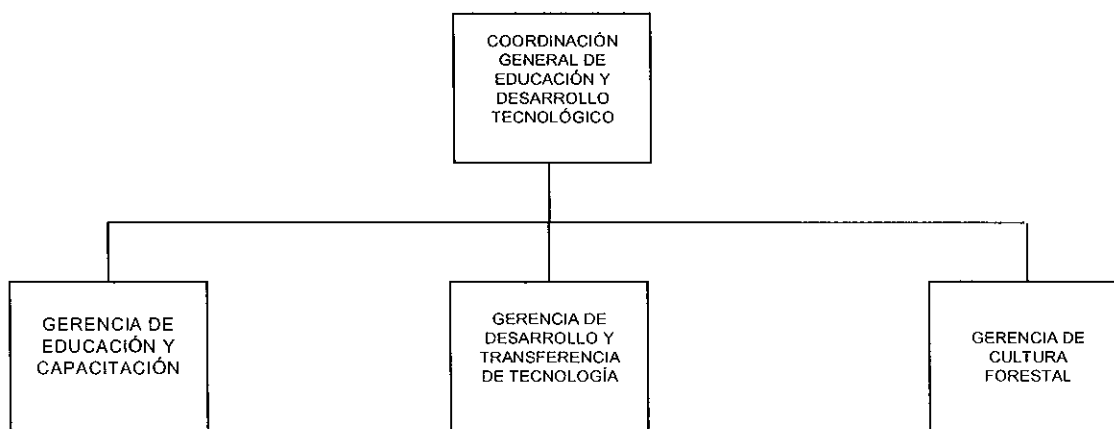 COORDINACIÓN
GENERAL DE
EDUCACIÓN Y
DESARROLLO
TECNOLÓGICO
GERENCIA DE
EDUCACIÓN Y
CAPACITACIÓN
GERENCIA DE
DESARROLLO Y
TRANSFERENCIA
DE TECNOLOGÍA
GERENCIA DE
CULTURA
FORESTAL